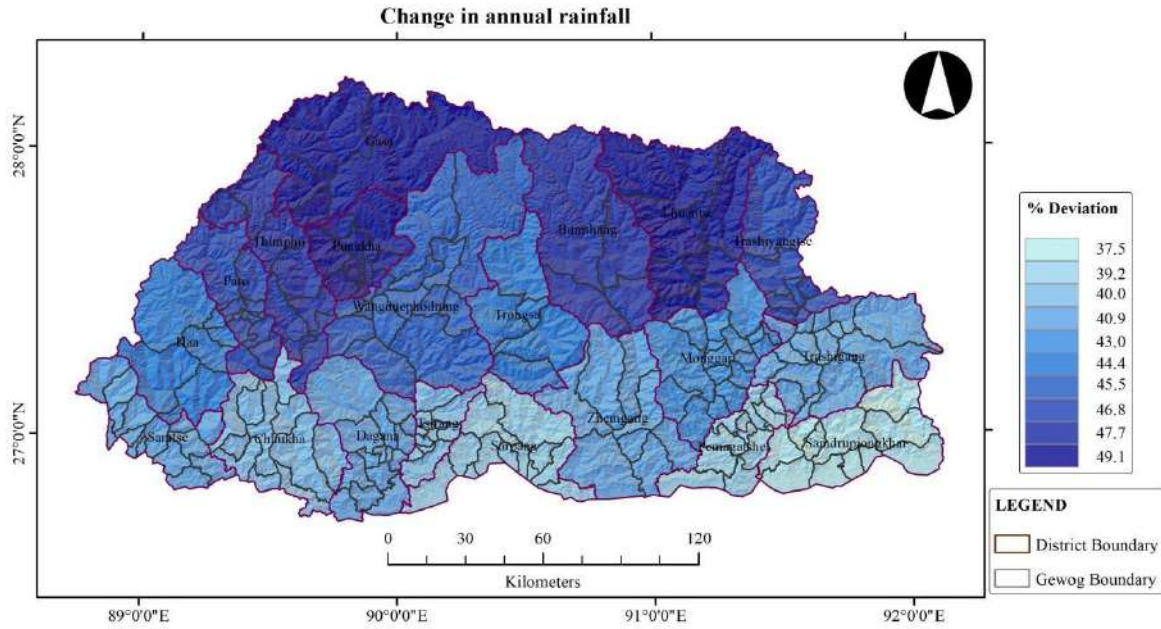 Change in annual rainfall
28°0'0"N
27°0'0"N
Gasa
Thimphu
Punakha
Bumthang
Lhuntse
Trashiyangtse
Paro
Wangduephodrang
Trongsa
Haa
Monggar
Trashigang
Samtse
Chhukha
Dagana
Tsirang
Sarpang
Zhemgang
Pemagatshel
Samdrupjongkhar
0 30 60 120
Kilometers
89°0'0"E 90°0'0"E 91°0'0"E 92°0'0"E
% Deviation
37.5
39.2
40.0
40.9
43.0
44.4
45.5
46.8
47.7
49.1
LEGEND
District Boundary
Gewog Boundary